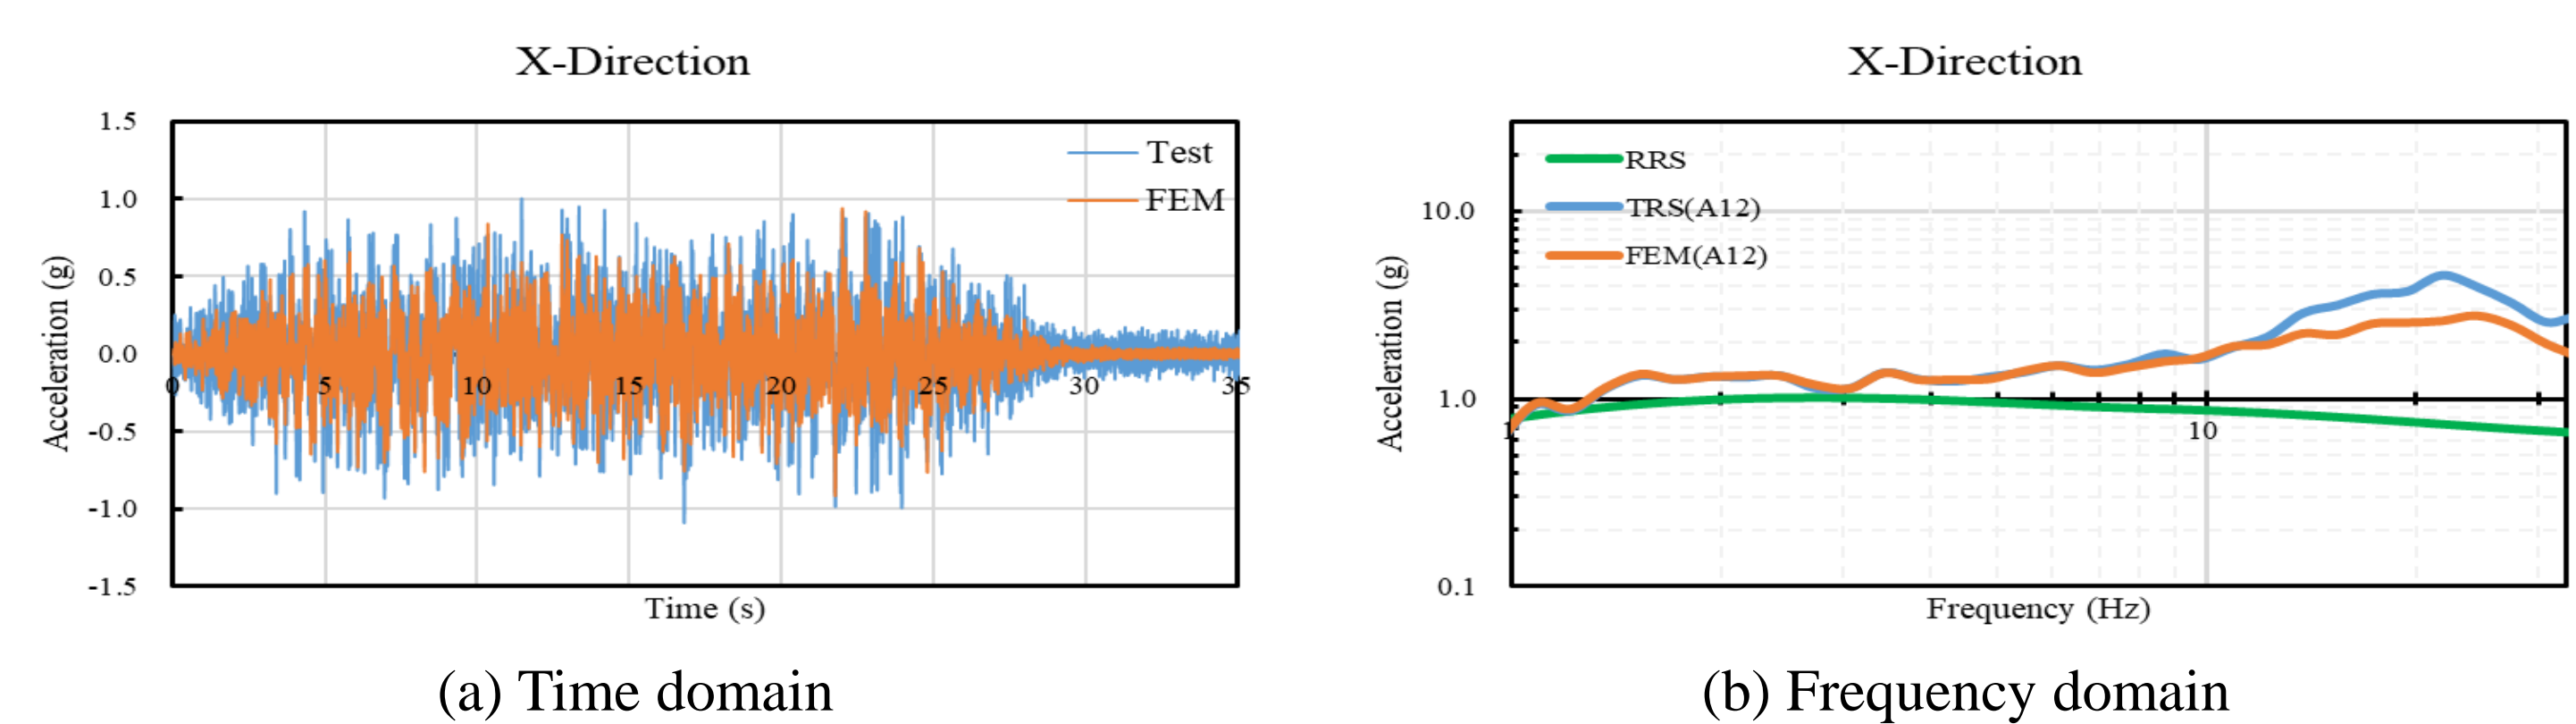 X-Direction
1.5
1.0
0.5
0.0
-0.5
-1.0
-1.5
Acceleration (g)
0 5 10 15 20 25 30 35
Time (s)
Test
FEM
(a) Time domain
X-Direction
10.0
1.0
0.1
Acceleration (g)
1 10
Frequency (Hz)
RRS
TRS(A12)
FEM(A12)
(b) Frequency domain